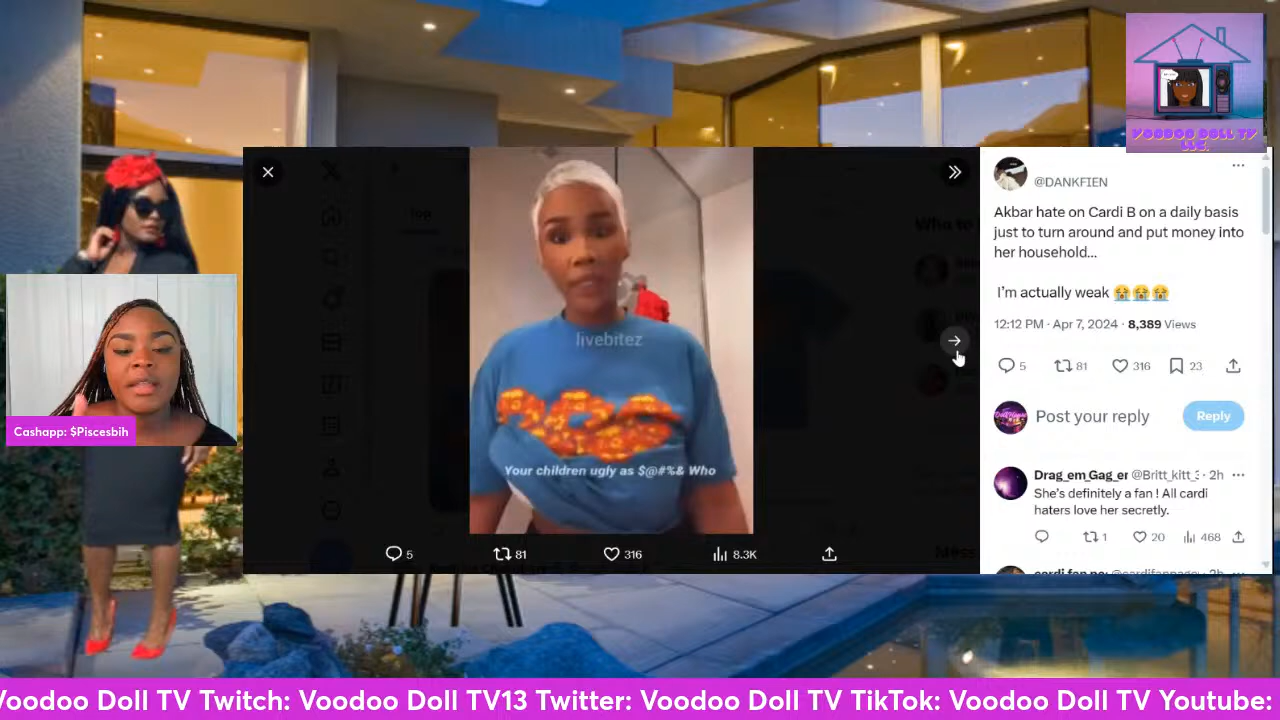 VOODOO DOLL TV
LLC.
@DANKFIEN
Akbar hate on Cardi B on a daily basis
just to turn around and put money into
her household...
I'm actually weak 😭😭😭
12:12 PM · Apr 7, 2024 · 8,389 Views
5 81 316 23
Post your reply
Reply
Drag_em_Gag_er @Britt_kitt_ · 2h
She's definitely a fan ! All cardi
haters love her secretly.
1 20 468
livebitez
Your children ugly as $@#%& Who
5 81 316 8.3K
Cashapp: $Piscesbih
Voodoo Doll TV Twitch: Voodoo Doll TV13 Twitter: Voodoo Doll TV TikTok: Voodoo Doll TV Youtube: